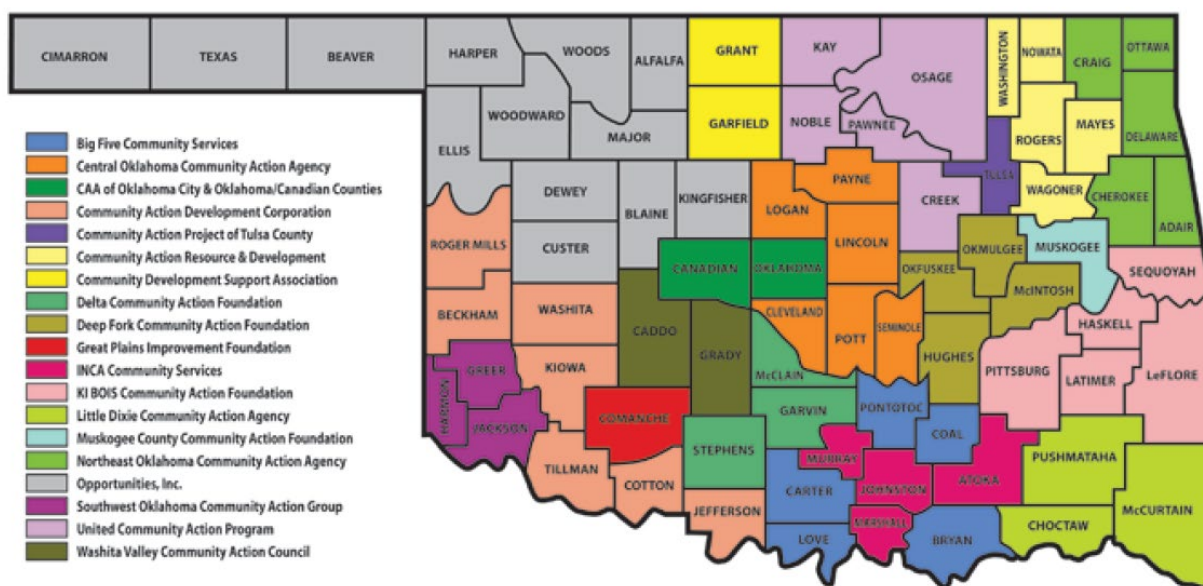 CIMARRON
TEXAS
BEAVER
HARPER
WOODS
ALFALFA
GRANT
KAY
OSAGE
WASHINGTON
NOWATA
CRAIG
OTTAWA
WOODWARD
MAJOR
GARFIELD
NOBLE
PAWNEE
ROGERS
MAYES
DELAWARE
ELLIS
DEWEY
BLAINE
KINGFISHER
LOGAN
PAYNE
CREEK
TULSA
WAGONER
CHEROKEE
ADAIR
ROGER MILLS
CUSTER
CANADIAN
OKLAHOMA
LINCOLN
OKFUSKEE
OKMULGEE
MUSKOGEE
SEQUOYAH
McINTOSH
BECKHAM
WASHITA
CADDO
GRADY
CLEVELAND
POTT
SEMINOLE
HUGHES
HASKELL
PITTSBURG
LATIMER
LeFLORE
GREER
KIOWA
McCLAIN
HARMON
JACKSON
COMANCHE
GARVIN
PONTOTOC
COAL
TILLMAN
COTTON
STEPHENS
MURRAY
JOHNSTON
ATOKA
PUSHMATAHA
JEFFERSON
CARTER
LOVE
MARSHALL
BRYAN
CHOCTAW
McCURTAIN
Big Five Community Services
Central Oklahoma Community Action Agency
CAA of Oklahoma City & Oklahoma/Canadian Counties
Community Action Development Corporation
Community Action Project of Tulsa County
Community Action Resource & Development
Community Development Support Association
Delta Community Action Foundation
Deep Fork Community Action Foundation
Great Plains Improvement Foundation
INCA Community Services
KI BOIS Community Action Foundation
Little Dixie Community Action Agency
Muskogee County Community Action Foundation
Northeast Oklahoma Community Action Agency
Opportunities, Inc.
Southwest Oklahoma Community Action Group
United Community Action Program
Washita Valley Community Action Council